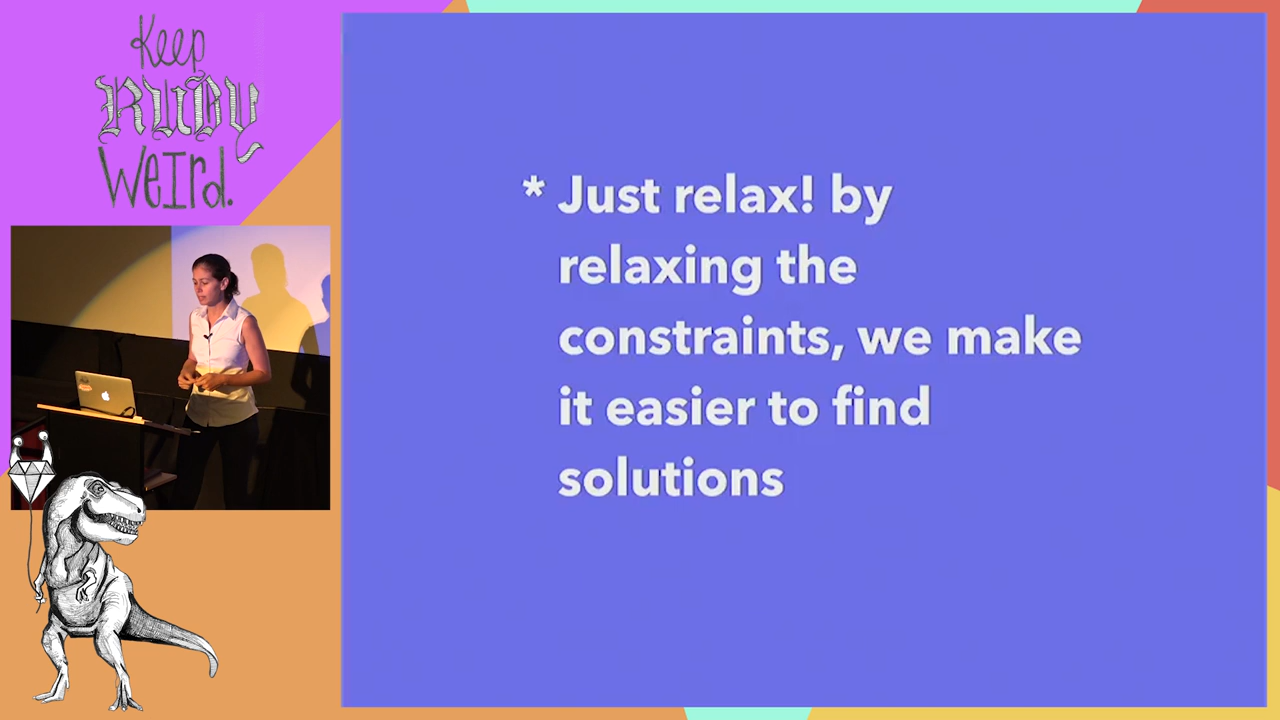 Keep
RUBY
Weird.
* Just relax! by
relaxing the
constraints, we make
it easier to find
solutions